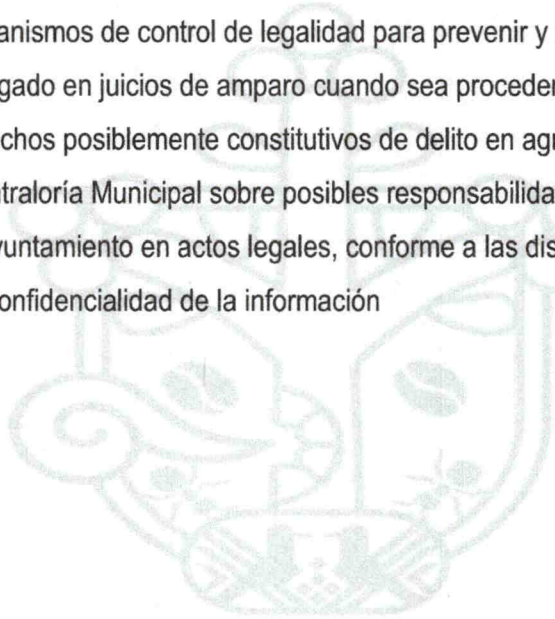 anismos de control de legalidad para prevenir y
gado en juicios de amparo cuando sea proceden
chos posiblemente constitutivos de delito en agr
traloría Municipal sobre posibles responsabilida
yuntamiento en actos legales, conforme a las dis
onfidencialidad de la información